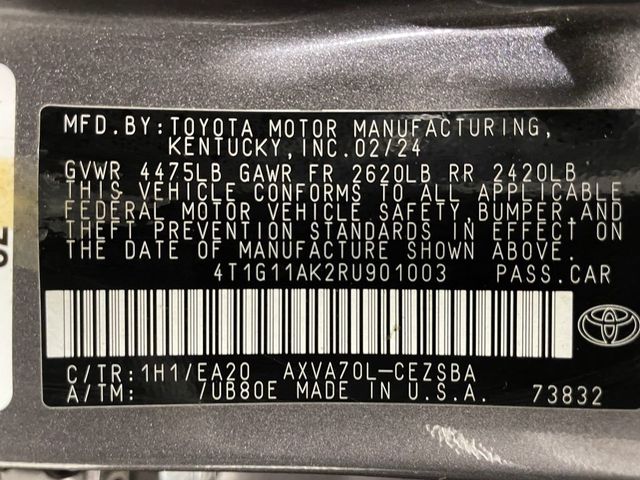 MFD.BY:TOYOTA MOTOR MANUFACTURING,
KENTUCKY,INC.02/24
GVWR 4475LB GAWR FR 2620LB RR 2420LB
THIS VEHICLE CONFORMS TO ALL APPLICABLE
FEDERAL MOTOR VEHICLE SAFETY,BUMPER,AND
THEFT PREVENTION STANDARDS IN EFFECT ON
THE DATE OF MANUFACTURE SHOWN ABOVE.
4T1G11AK2RU901003 PASS.CAR
C/TR:1H1/EA20 AXVA70L-CEZSBA
A/TM: /UB80E MADE IN U.S.A. 73832